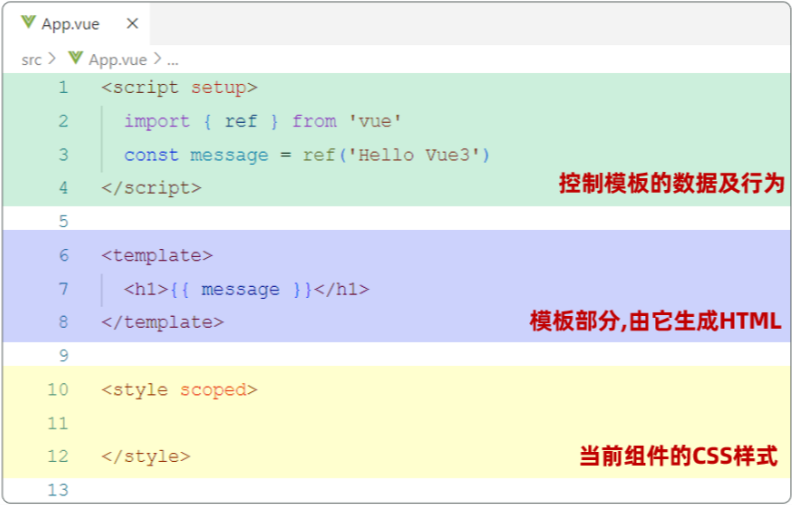 App.vue ×
src > App.vue > ...
1 <script setup>
2 import { ref } from 'vue'
3 const message = ref('Hello Vue3')
4 </script>
控制模板的数据及行为
5
6 <template>
7 <h1>{{ message }}</h1>
8 </template>
模板部分,由它生成HTML
9
10 <style scoped>
11
12 </style>
当前组件的CSS样式
13